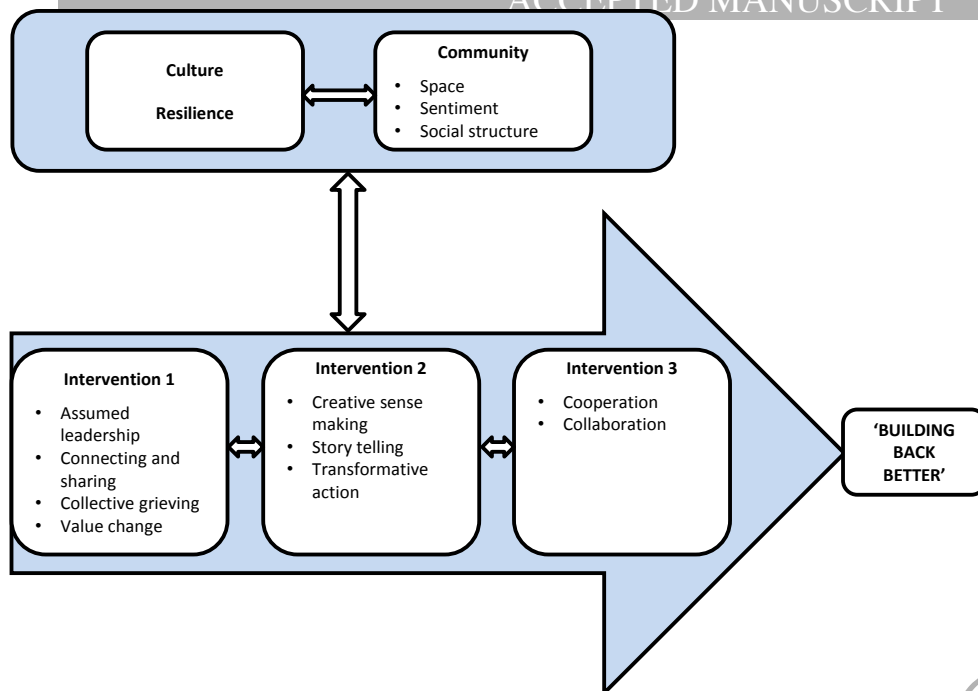 ACCEPTED MANUSCRIPT
Culture
Resilience
Community
• Space
• Sentiment
• Social structure
Intervention 1
• Assumed
leadership
• Connecting and
sharing
• Collective grieving
• Value change
Intervention 2
• Creative sense
making
• Story telling
• Transformative
action
Intervention 3
• Cooperation
• Collaboration
‘BUILDING
BACK
BETTER’